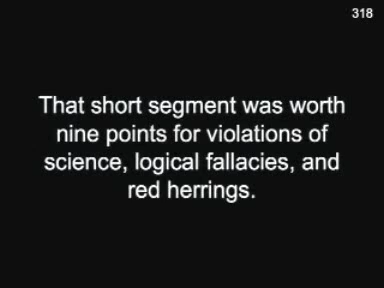 318
That short segment was worth
nine points for violations of
science, logical fallacies, and
red herrings.